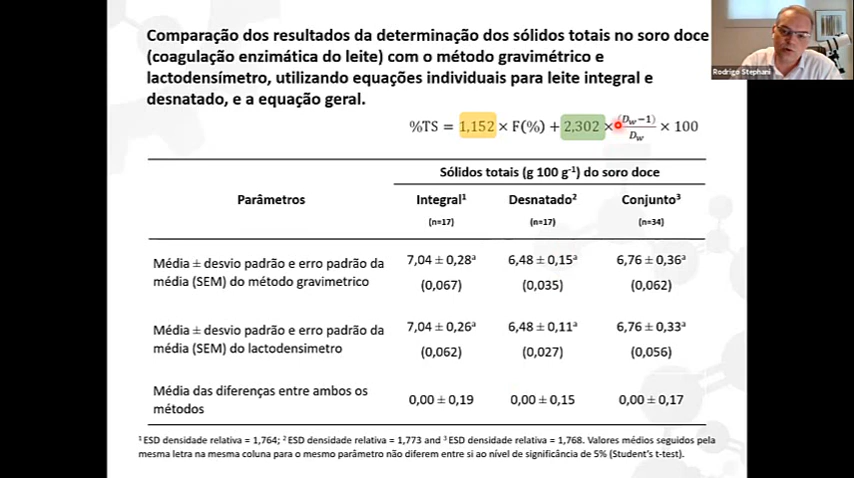 Comparação dos resultados da determinação dos sólidos totais no soro doce
(coagulação enzimática do leite) com o método gravimétrico e
lactodensímetro, utilizando equações individuais para leite integral e
desnatado, e a equação geral.
Rodrigo Stephani
%TS = 1,152 × F(%) + 2,302 × (Dw−1)/Dw × 100
Sólidos totais (g 100 g⁻¹) do soro doce
Parâmetros Integral¹ Desnatado² Conjunto³
(n=17) (n=17) (n=34)
Média ± desvio padrão e erro padrão da 7,04 ± 0,28ᵃ 6,48 ± 0,15ᵃ 6,76 ± 0,36ᵃ
média (SEM) do método gravimetrico (0,067) (0,035) (0,062)
Média ± desvio padrão e erro padrão da 7,04 ± 0,26ᵃ 6,48 ± 0,11ᵃ 6,76 ± 0,33ᵃ
média (SEM) do lactodensimetro (0,062) (0,027) (0,056)
Média das diferenças entre ambos os
métodos 0,00 ± 0,19 0,00 ± 0,15 0,00 ± 0,17
¹ ESD densidade relativa = 1,764; ² ESD densidade relativa = 1,773 and ³ ESD densidade relativa = 1,768. Valores médios seguidos pela
mesma letra na mesma coluna para o mesmo parâmetro não diferem entre si ao nível de significância de 5% (Student's t-test).